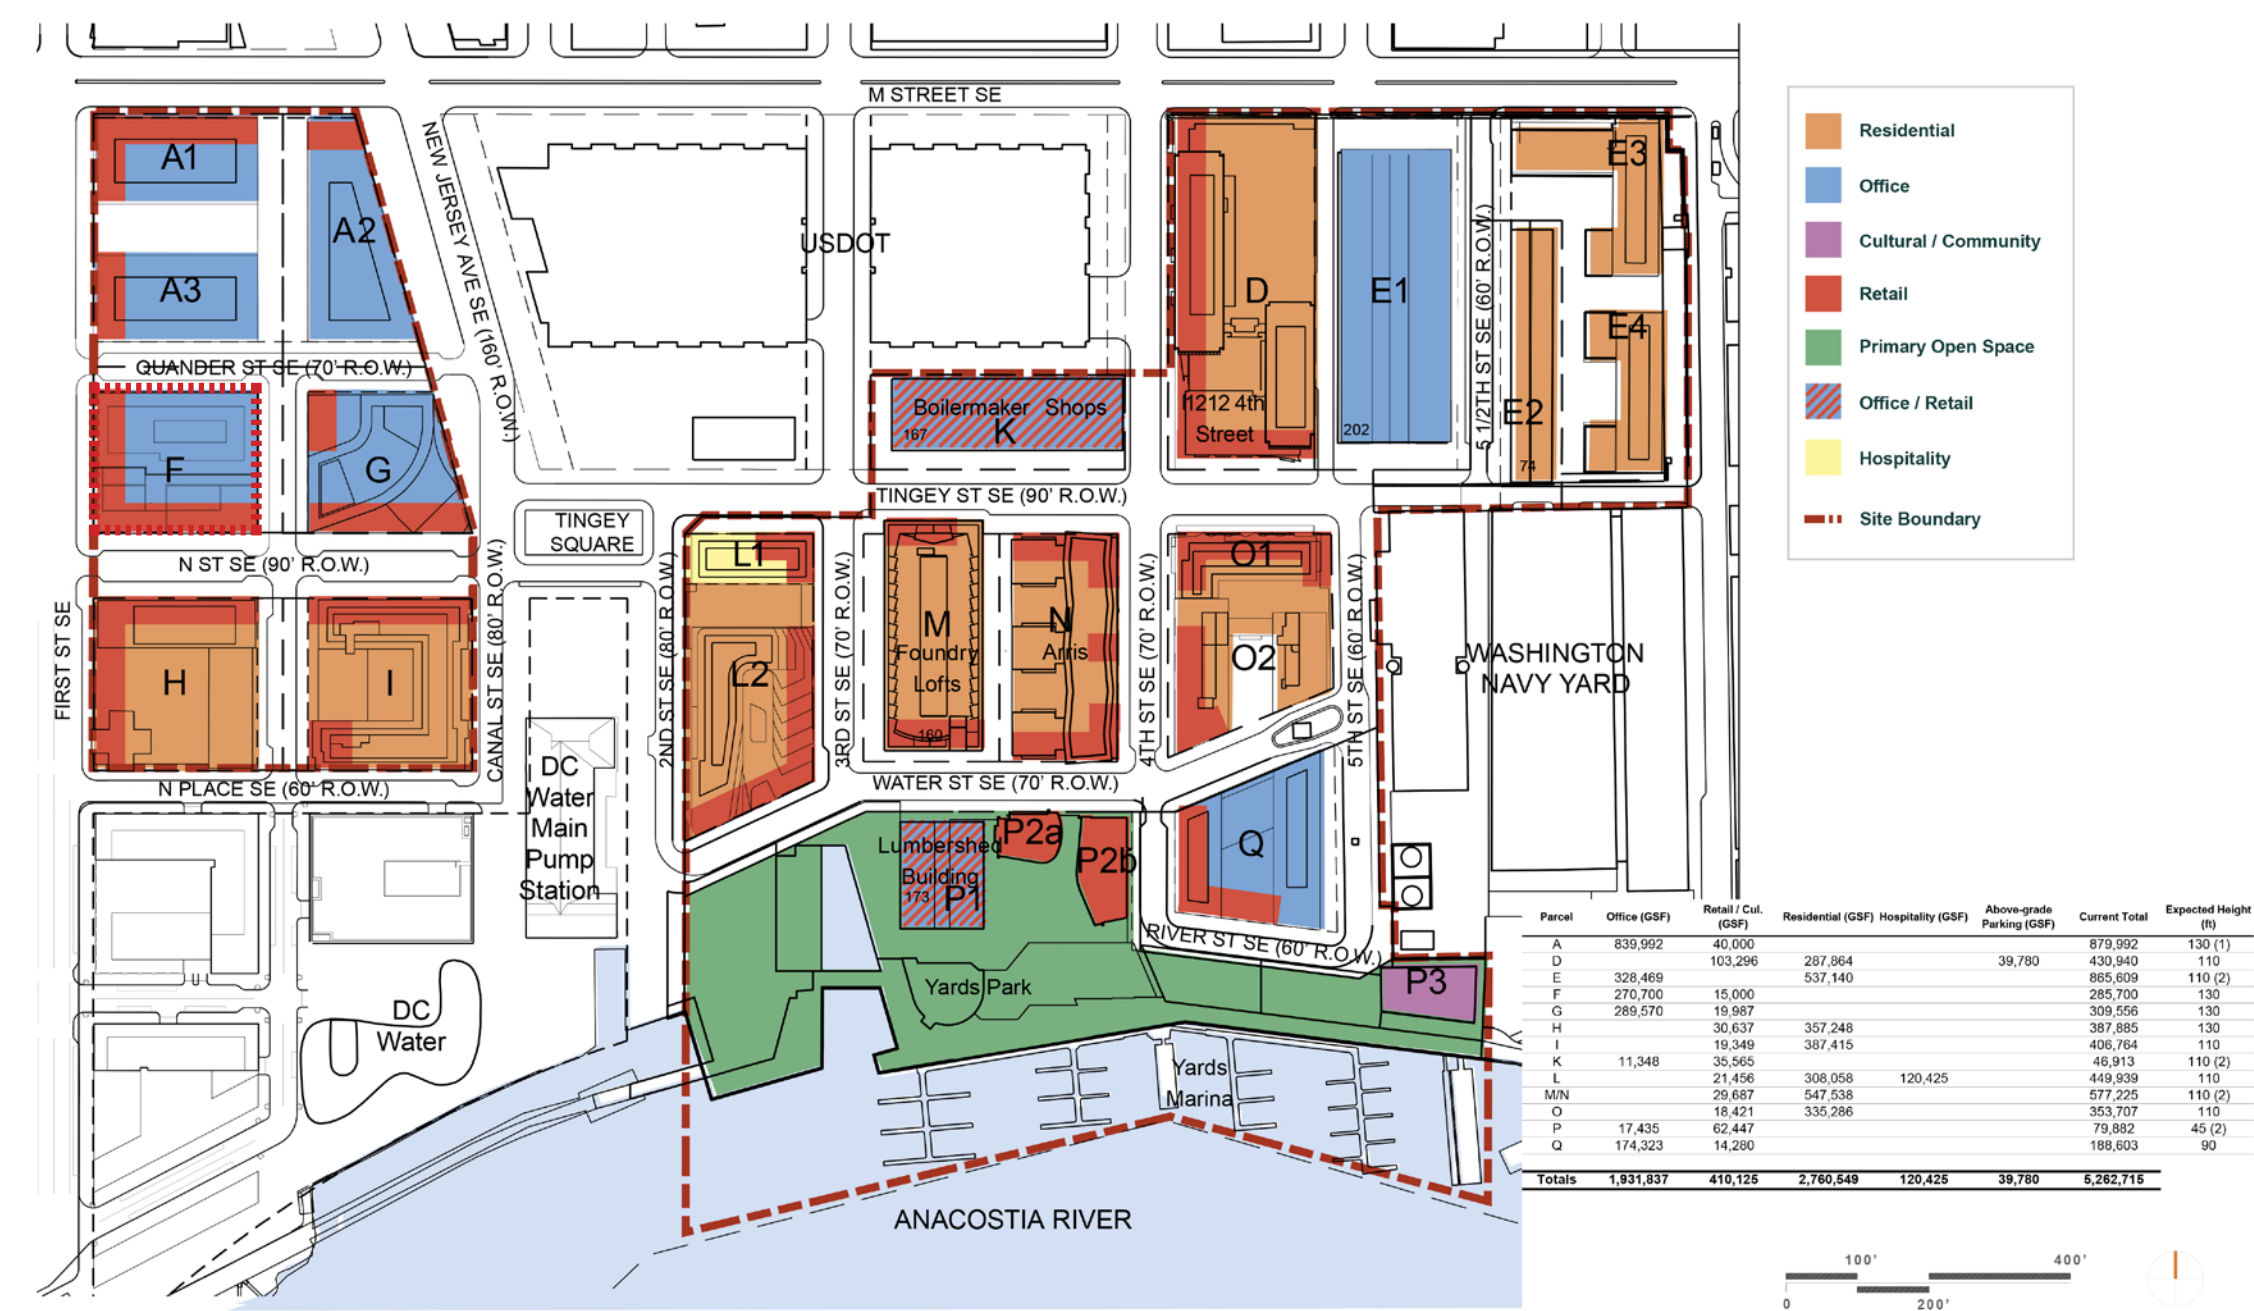 M STREET SE
NEW JERSEY AVE SE (160' R.O.W.)
A1
A2
A3
USDOT
QUANDER ST SE (70' R.O.W.)
F
G
Boilermaker Shops
167
K
D
1212 4th
Street
E1
202
5 1/2TH ST SE (60' R.O.W.)
E2
74
E3
E4
TINGEY ST SE (90' R.O.W.)
TINGEY
SQUARE
N ST SE (90' R.O.W.)
FIRST ST SE
H
I
CANAL ST SE (80' R.O.W.)
N PLACE SE (60' R.O.W.)
2ND ST SE (80' R.O.W.)
L1
L2
3RD ST SE (70' R.O.W.)
M
Foundry
Lofts
160
N
Arris
4TH ST SE (70' R.O.W.)
O1
O2
5TH ST SE (60' R.O.W.)
WASHINGTON
NAVY YARD
WATER ST SE (70' R.O.W.)
DC
Water
Main
Pump
Station
Lumbershed
Building
173
P1
P2a
P2b
Q
RIVER ST SE (60' R.O.W.)
P3
Yards Park
DC
Water
Yards
Marina
ANACOSTIA RIVER
Residential
Office
Cultural / Community
Retail
Primary Open Space
Office / Retail
Hospitality
Site Boundary
Parcel Office (GSF) Retail / Cul. (GSF) Residential (GSF) Hospitality (GSF) Above-grade Parking (GSF) Current Total Expected Height (ft)
A 839,992 40,000 879,992 130 (1)
D 103,296 287,864 39,780 430,940 110
E 328,469 537,140 865,609 110 (2)
F 270,700 15,000 285,700 130
G 289,570 19,987 309,556 130
H 30,637 357,248 387,885 130
I 19,349 387,415 406,764 110
K 11,348 35,565 46,913 110 (2)
L 21,456 308,058 120,425 449,939 110
M/N 29,687 547,538 577,225 110 (2)
O 18,421 335,286 353,707 110
P 17,435 62,447 79,882 45 (2)
Q 174,323 14,280 188,603 90
Totals 1,931,837 410,125 2,760,549 120,425 39,780 5,262,715
100' 400'
0 200'